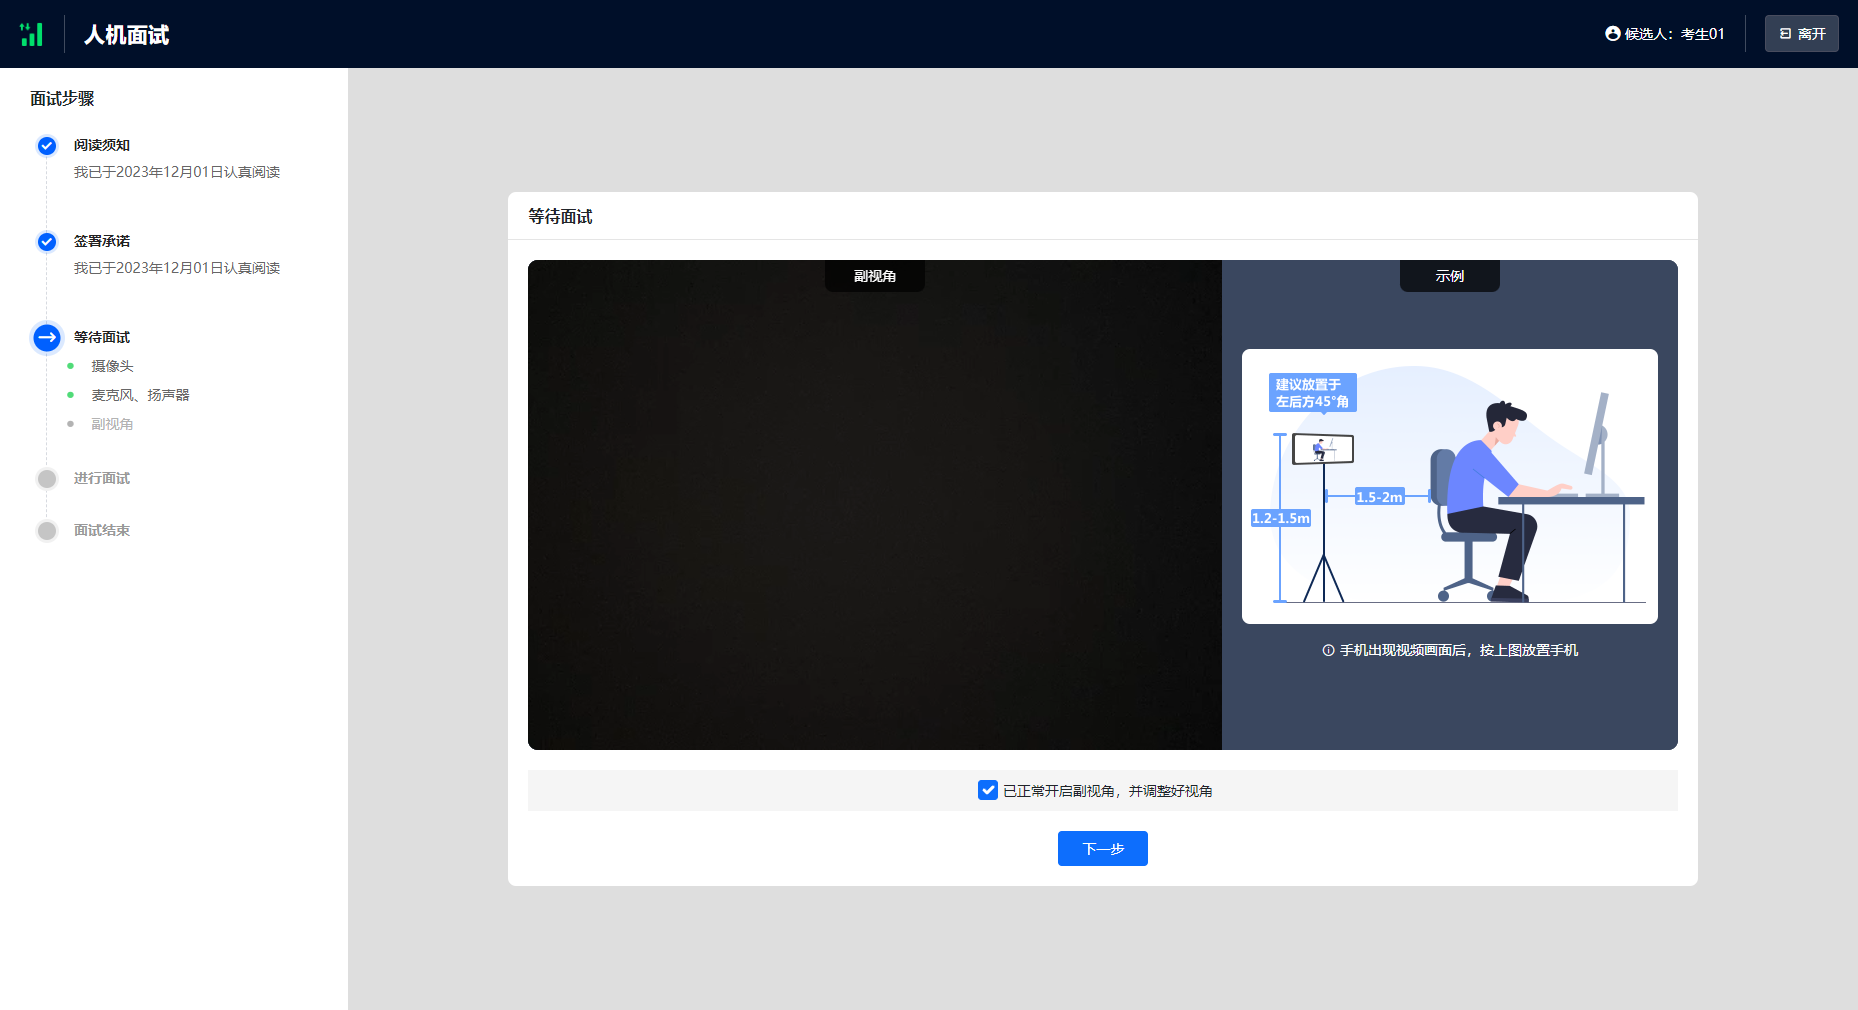 人机面试
候选人：考生01
离开
面试步骤
阅读须知
我已于2023年12月01日认真阅读
签署承诺
我已于2023年12月01日认真阅读
等待面试
摄像头
麦克风、扬声器
副视角
进行面试
面试结束
等待面试
副视角
示例
建议放置于
左后方45°角
1.5-2m
1.2-1.5m
手机出现视频画面后，按上图放置手机
已正常开启副视角，并调整好视角
下一步